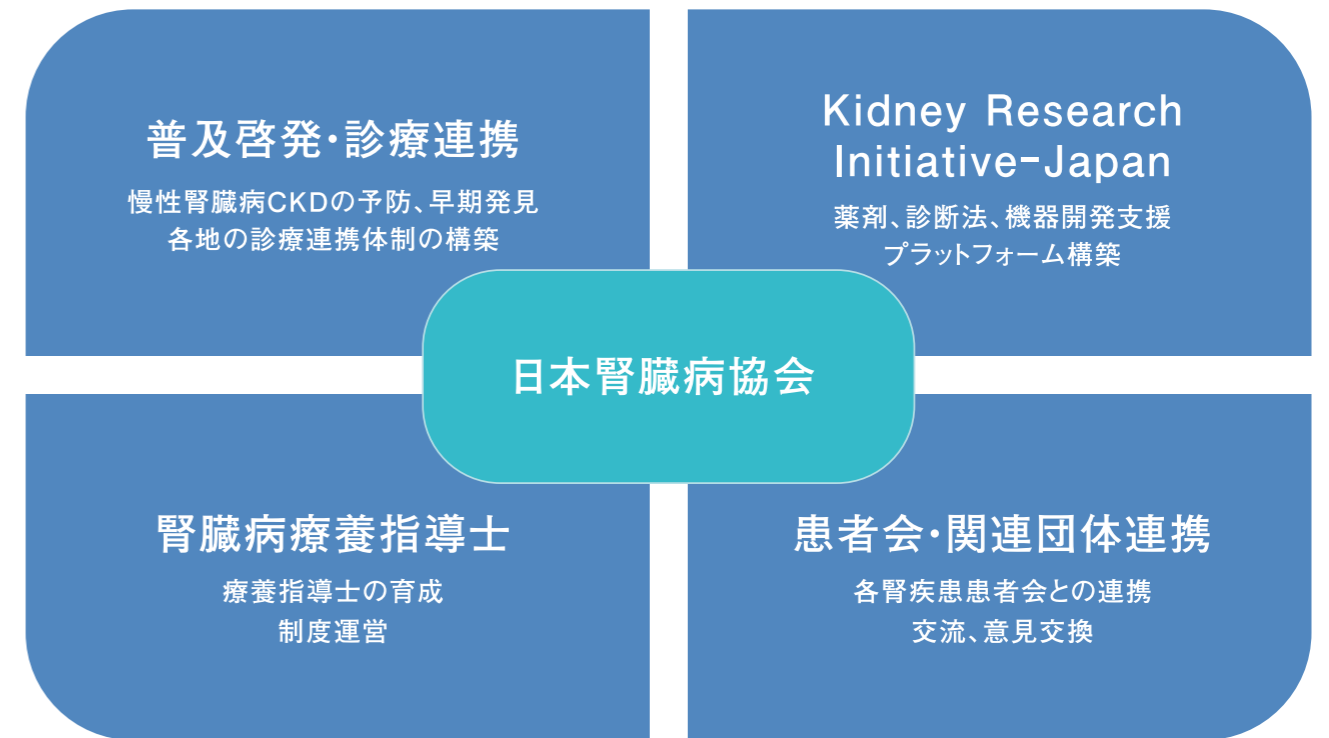 普及啓発・診療連携
慢性腎臓病CKDの予防、早期発見
各地の診療連携体制の構築
Kidney Research
Initiative-Japan
薬剤、診断法、機器開発支援
プラットフォーム構築
日本腎臓病協会
腎臓病療養指導士
療養指導士の育成
制度運営
患者会・関連団体連携
各腎疾患患者会との連携
交流、意見交換